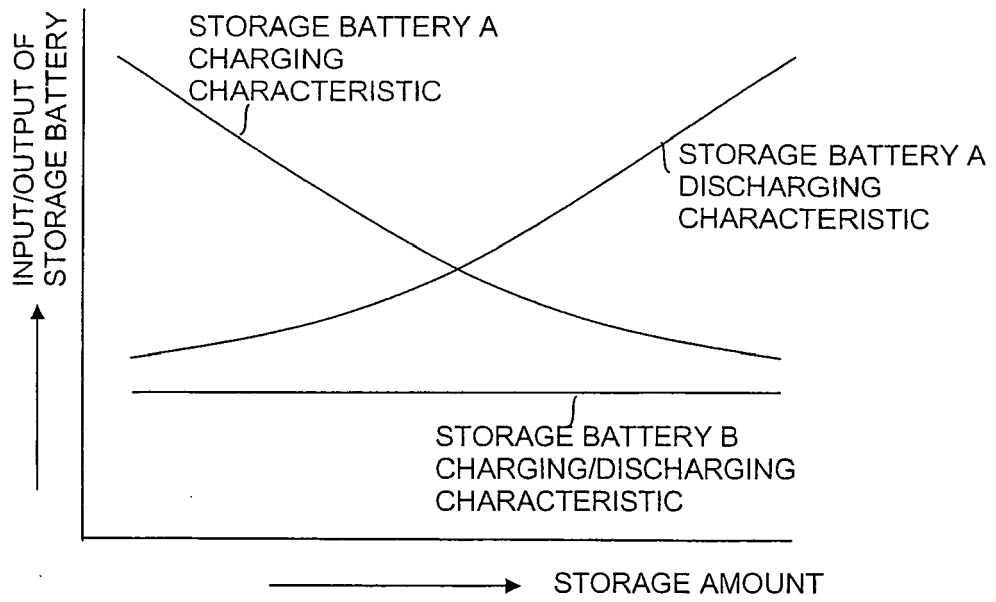 STORAGE BATTERY A
CHARGING
CHARACTERISTIC
INPUT/OUTPUT OF
STORAGE BATTERY
STORAGE BATTERY A
DISCHARGING
CHARACTERISTIC
STORAGE BATTERY B
CHARGING/DISCHARGING
CHARACTERISTIC
STORAGE AMOUNT